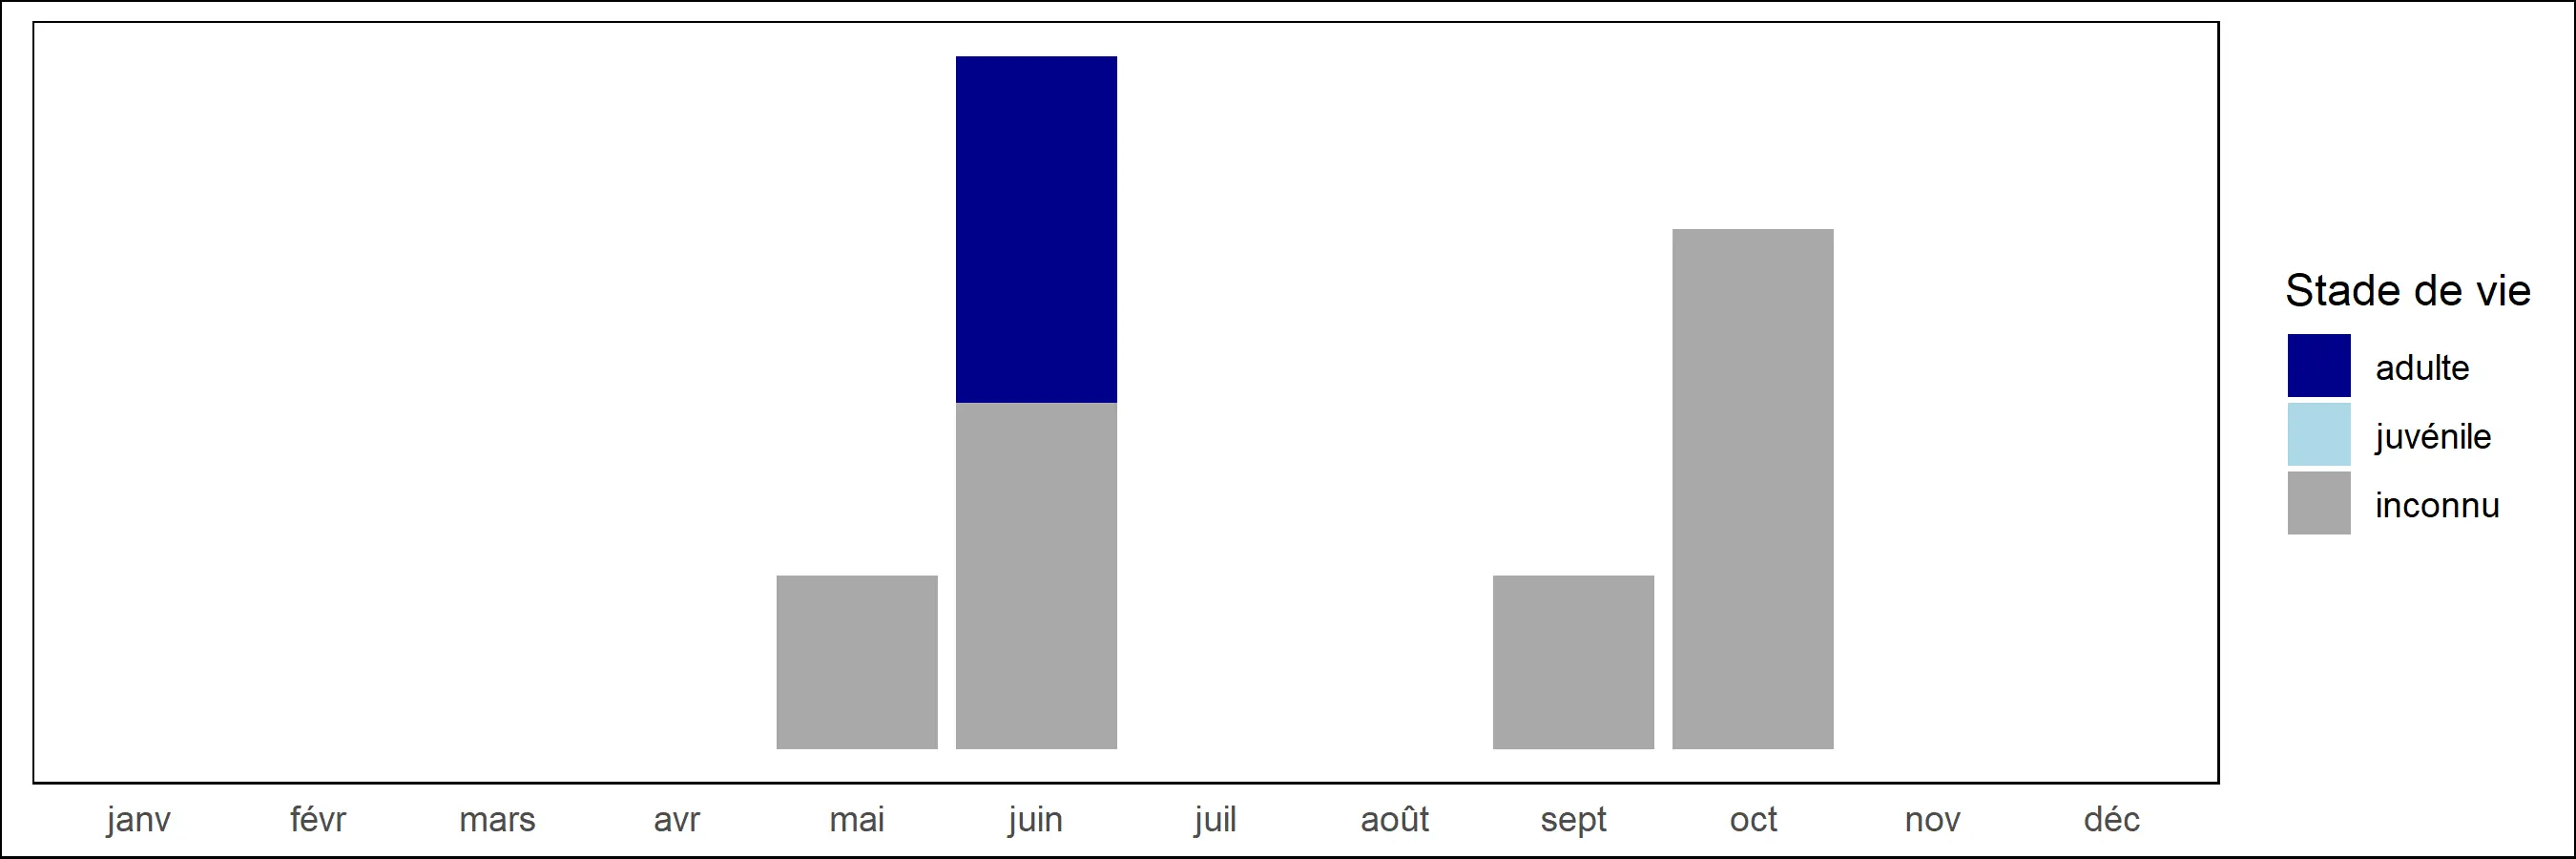 Stade de vie
adulte
juvénile
inconnu
janv févr mars avr mai juin juil août sept oct nov déc